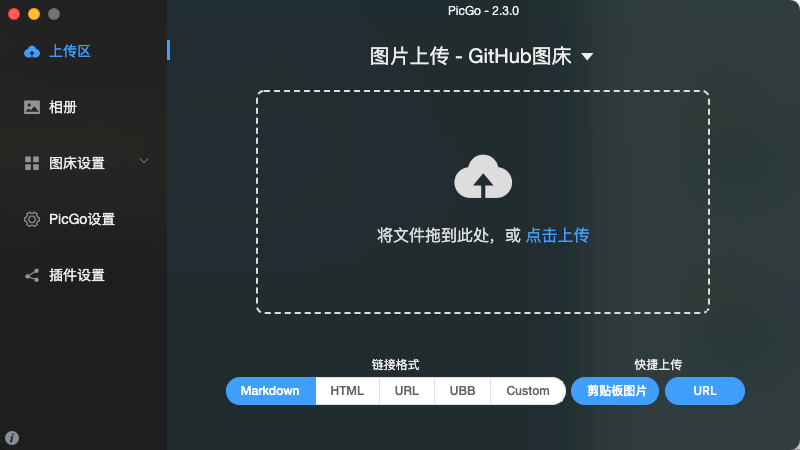 PicGo - 2.3.0
上传区
相册
图床设置
PicGo设置
插件设置
图片上传 - GitHub图床
将文件拖到此处，或 点击上传
链接格式
Markdown HTML URL UBB Custom
快捷上传
剪贴板图片 URL
i